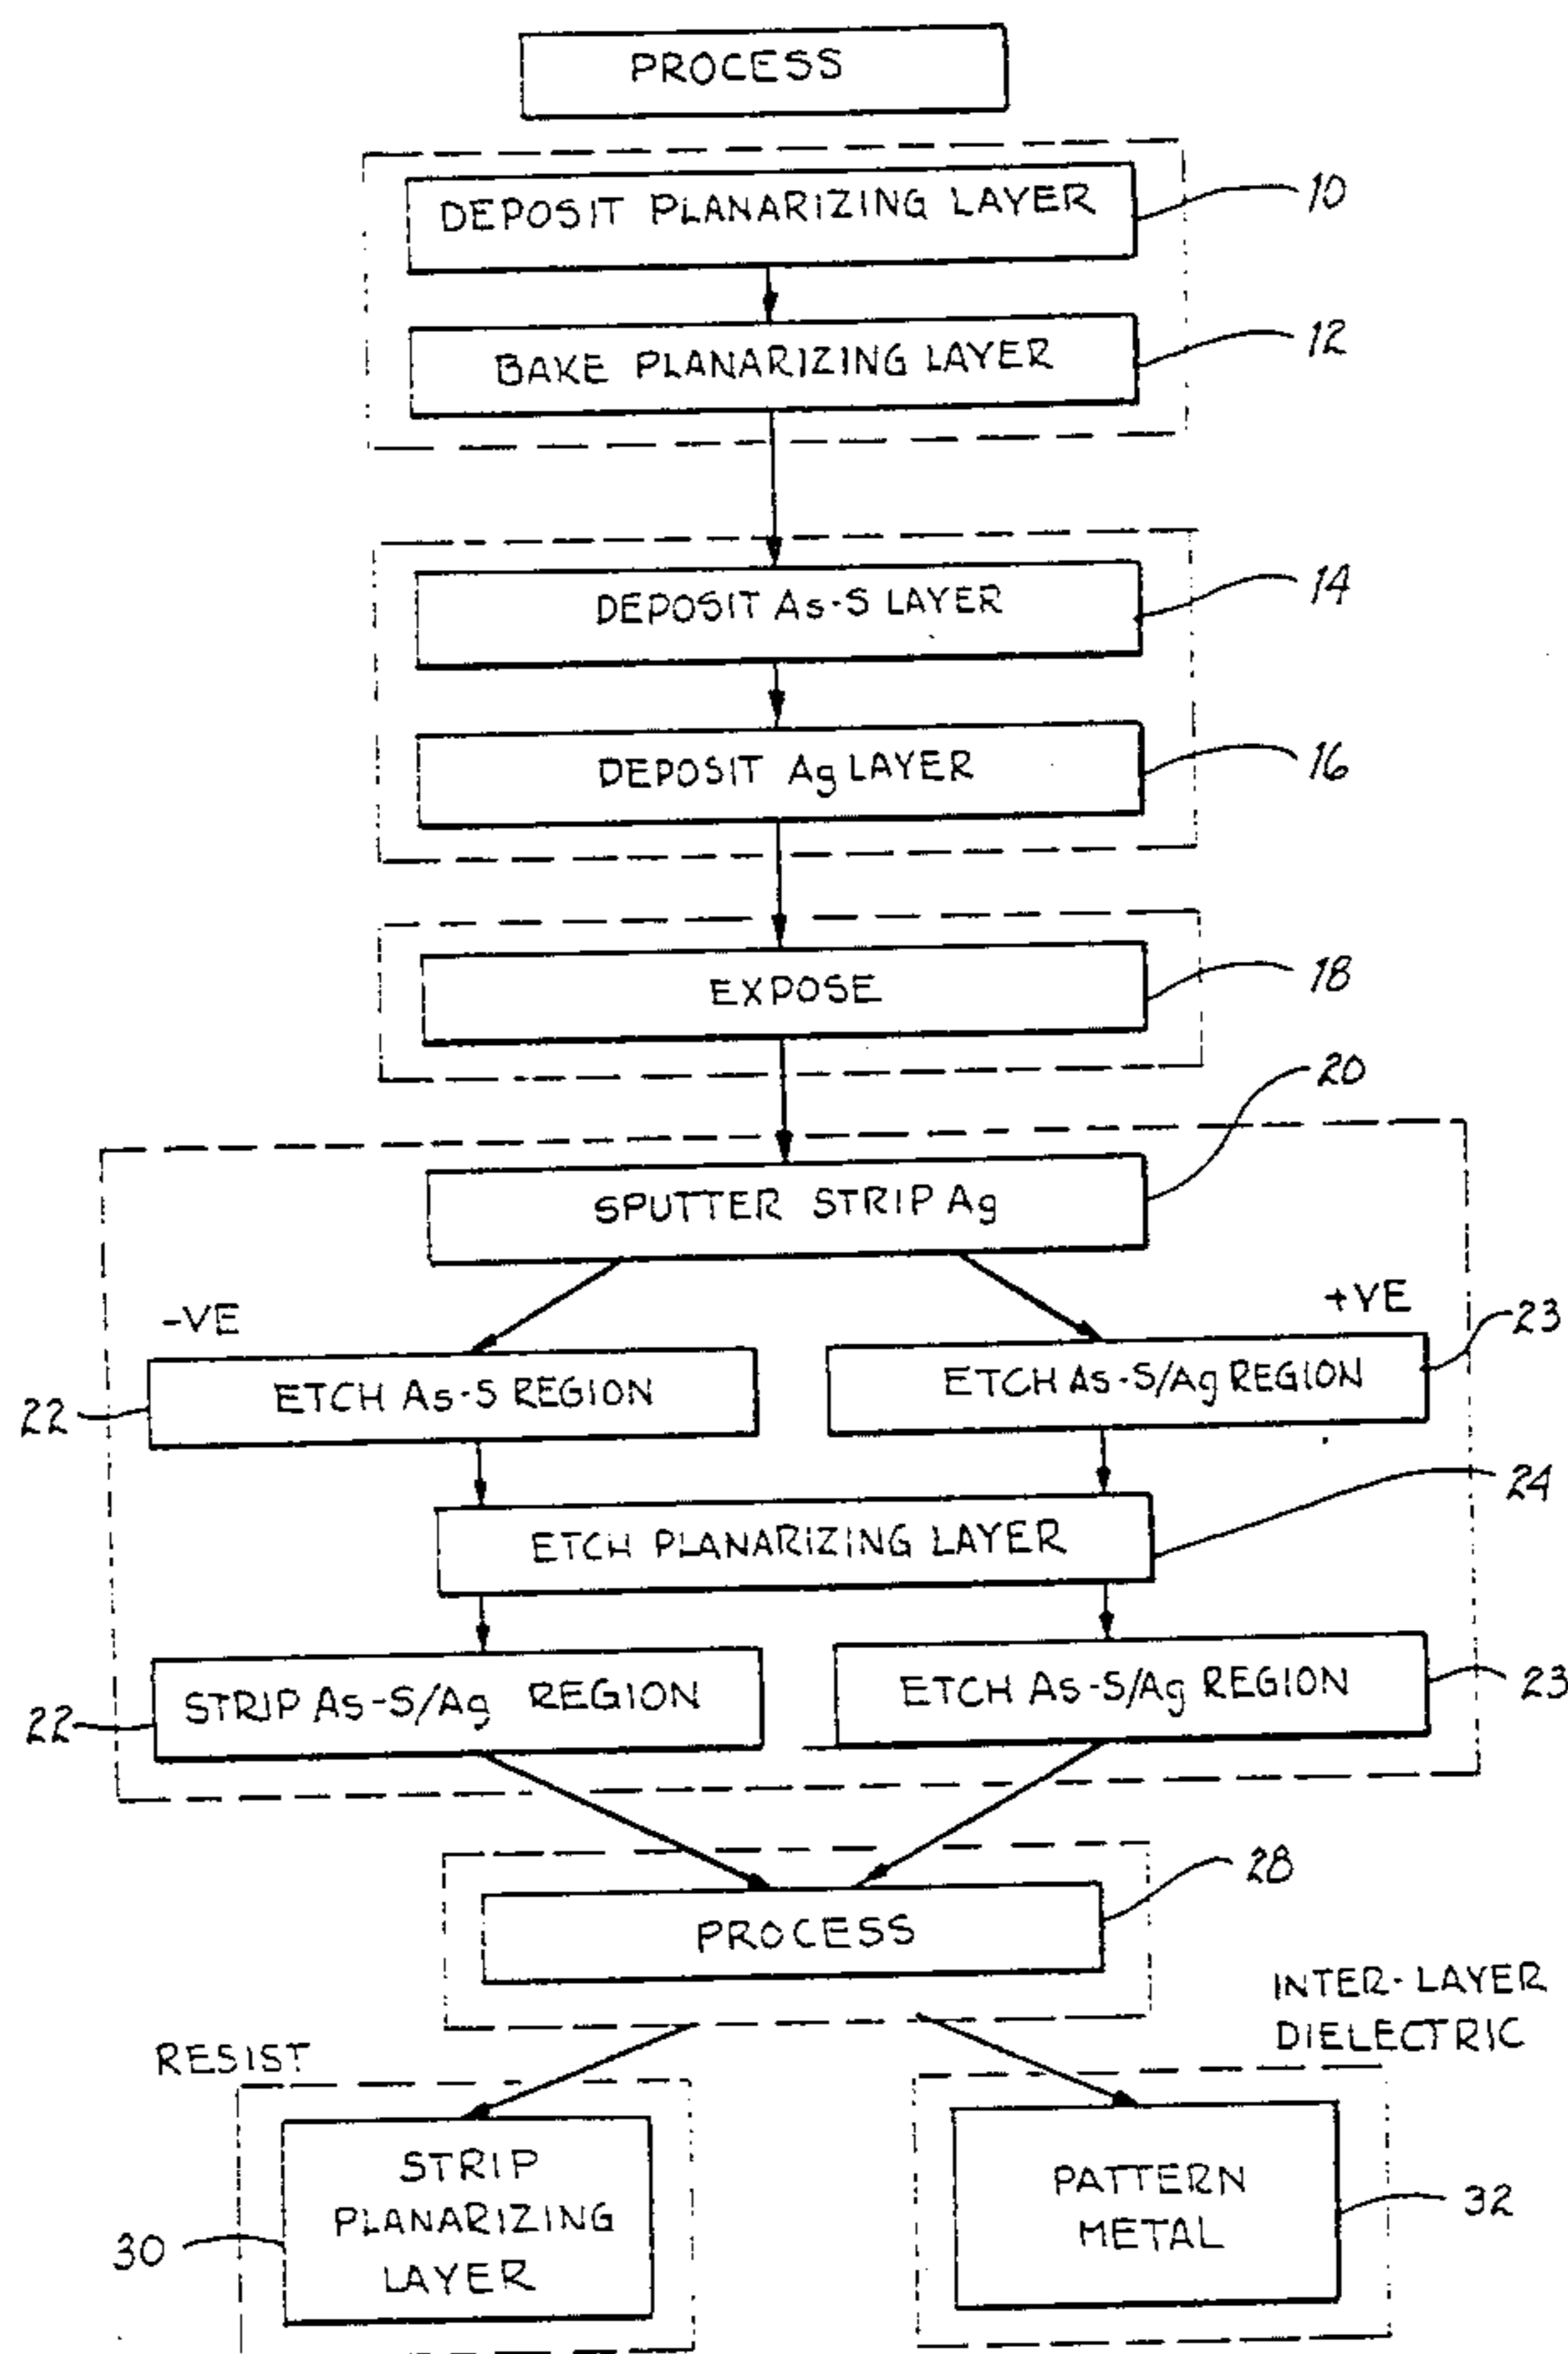 PROCESS
DEPOSIT PLANARIZING LAYER
10
BAKE PLANARIZING LAYER
12
DEPOSIT As-S LAYER
14
DEPOSIT Ag LAYER
16
EXPOSE
18
20
SPUTTER STRIP Ag
-VE
+VE
23
ETCH As-S REGION
ETCH As-S/Ag REGION
22
24
ETCH PLANARIZING LAYER
STRIP As-S/Ag REGION
ETCH As-S/Ag REGION
23
22
28
PROCESS
INTER-LAYER
DIELECTRIC
RESIST
STRIP
PLANARIZING
LAYER
30
PATTERN
METAL
32